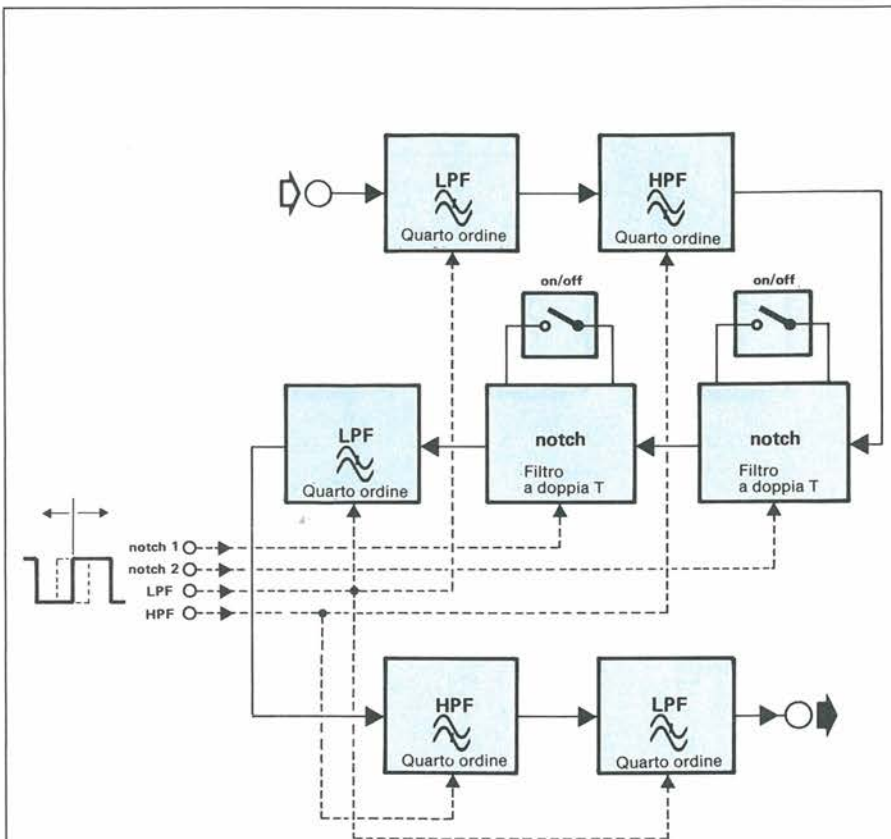 LPF
Quarto ordine
HPF
Quarto ordine
on/off
on/off
LPF
Quarto ordine
notch
Filtro
a doppia T
notch
Filtro
a doppia T
notch 1
notch 2
LPF
HPF
HPF
Quarto ordine
LPF
Quarto ordine